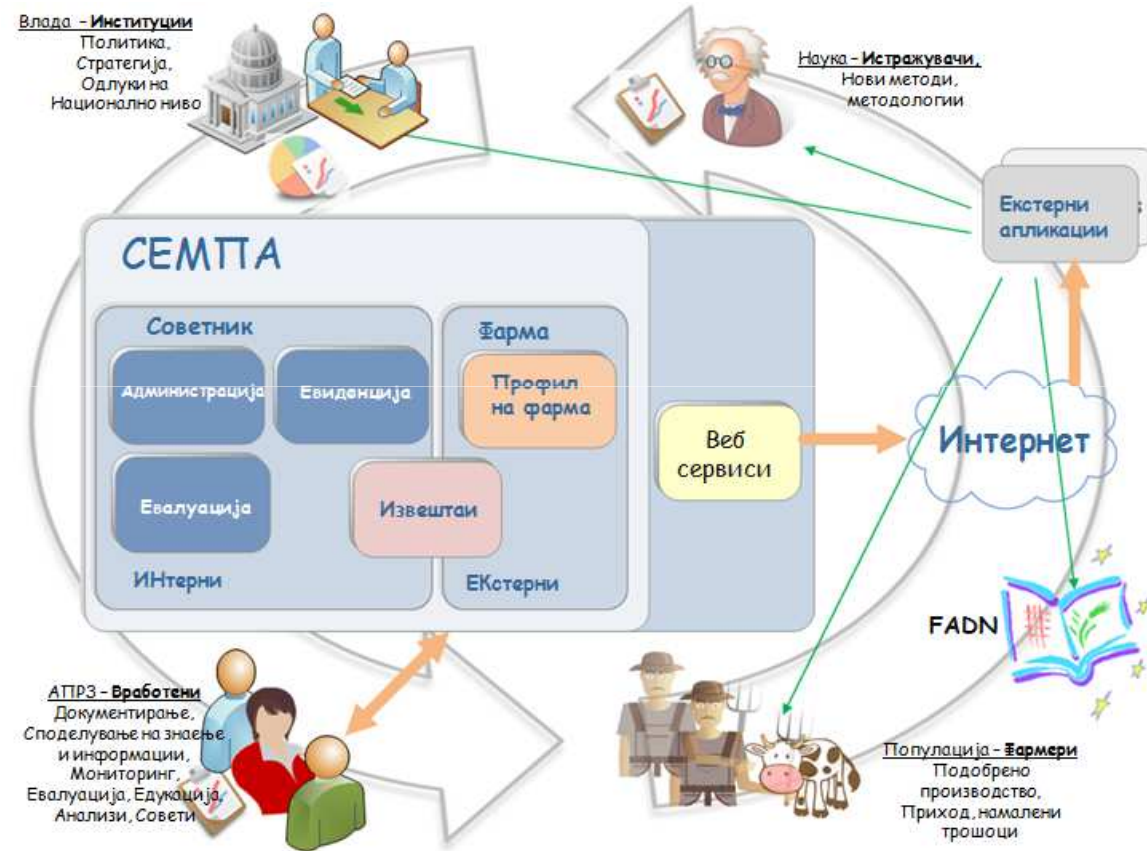 Влада – Институции
Политика,
Стратегија,
Одлуки на
Национално ниво
Наука – Истражувачи,
Нови методи,
методологии
Екстерни
апликации
СЕМПА
Советник
Администрација
Евиденција
Евалуација
Извештаи
ИНтерни
Фарма
Профил
на фарма
ЕКстерни
Веб
сервиси
Интернет
FADN
АПРЗ – Вработени
Документирање,
Споделување на знаење
и информации,
Мониторинг,
Евалуација, Едукација,
Анализи, Совети
Популација – Фармери
Подобрено
производство,
Приход, намалени
трошоци